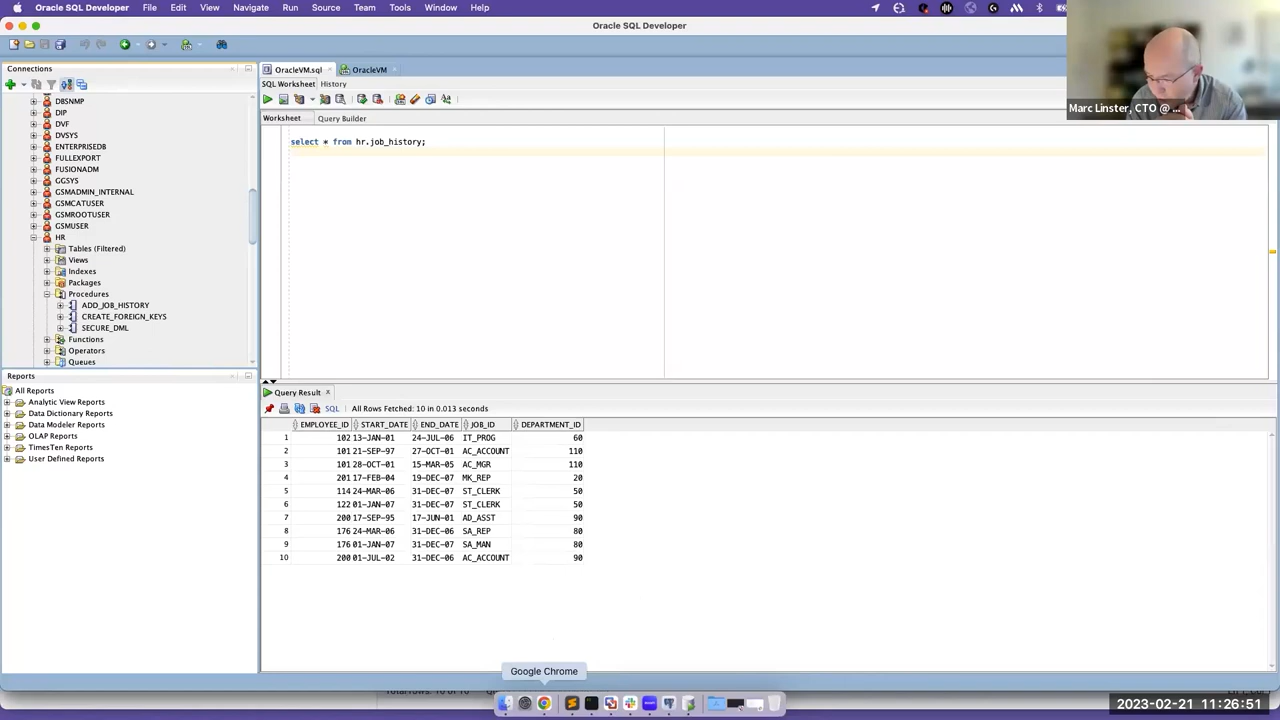 Oracle SQL Developer File Edit View Navigate Run Source Team Tools Window Help
Oracle SQL Developer
Connections
DBSNMP
DIP
DVF
DVSYS
ENTERPRISEDB
FULLEXPORT
FUSIONADM
GGSYS
GSMADMIN_INTERNAL
GSMCATUSER
GSMROOTUSER
GSMUSER
HR
Tables (Filtered)
Views
Indexes
Packages
Procedures
ADD_JOB_HISTORY
CREATE_FOREIGN_KEYS
SECURE_DML
Functions
Operators
Queues
Reports
All Reports
Analytic View Reports
Data Dictionary Reports
Data Modeler Reports
OLAP Reports
TimesTen Reports
User Defined Reports
OracleVM.sql OracleVM
SQL Worksheet History
Worksheet Query Builder
select * from hr.job_history;
Query Result
SQL All Rows Fetched: 10 in 0.013 seconds
EMPLOYEE_ID START_DATE END_DATE JOB_ID DEPARTMENT_ID
1 102 13-JAN-01 24-JUL-06 IT_PROG 60
2 101 21-SEP-97 27-OCT-01 AC_ACCOUNT 110
3 101 28-OCT-01 15-MAR-05 AC_MGR 110
4 201 17-FEB-04 19-DEC-07 MK_REP 20
5 114 24-MAR-06 31-DEC-07 ST_CLERK 50
6 122 01-JAN-07 31-DEC-07 ST_CLERK 50
7 200 17-SEP-95 17-JUN-01 AD_ASST 90
8 176 24-MAR-06 31-DEC-06 SA_REP 80
9 176 01-JAN-07 31-DEC-07 SA_MAN 80
10 200 01-JUL-02 31-DEC-06 AC_ACCOUNT 90
Marc Linster, CTO @ ...
Google Chrome
Total rows: 10 of 10
2023-02-21 11:26:51